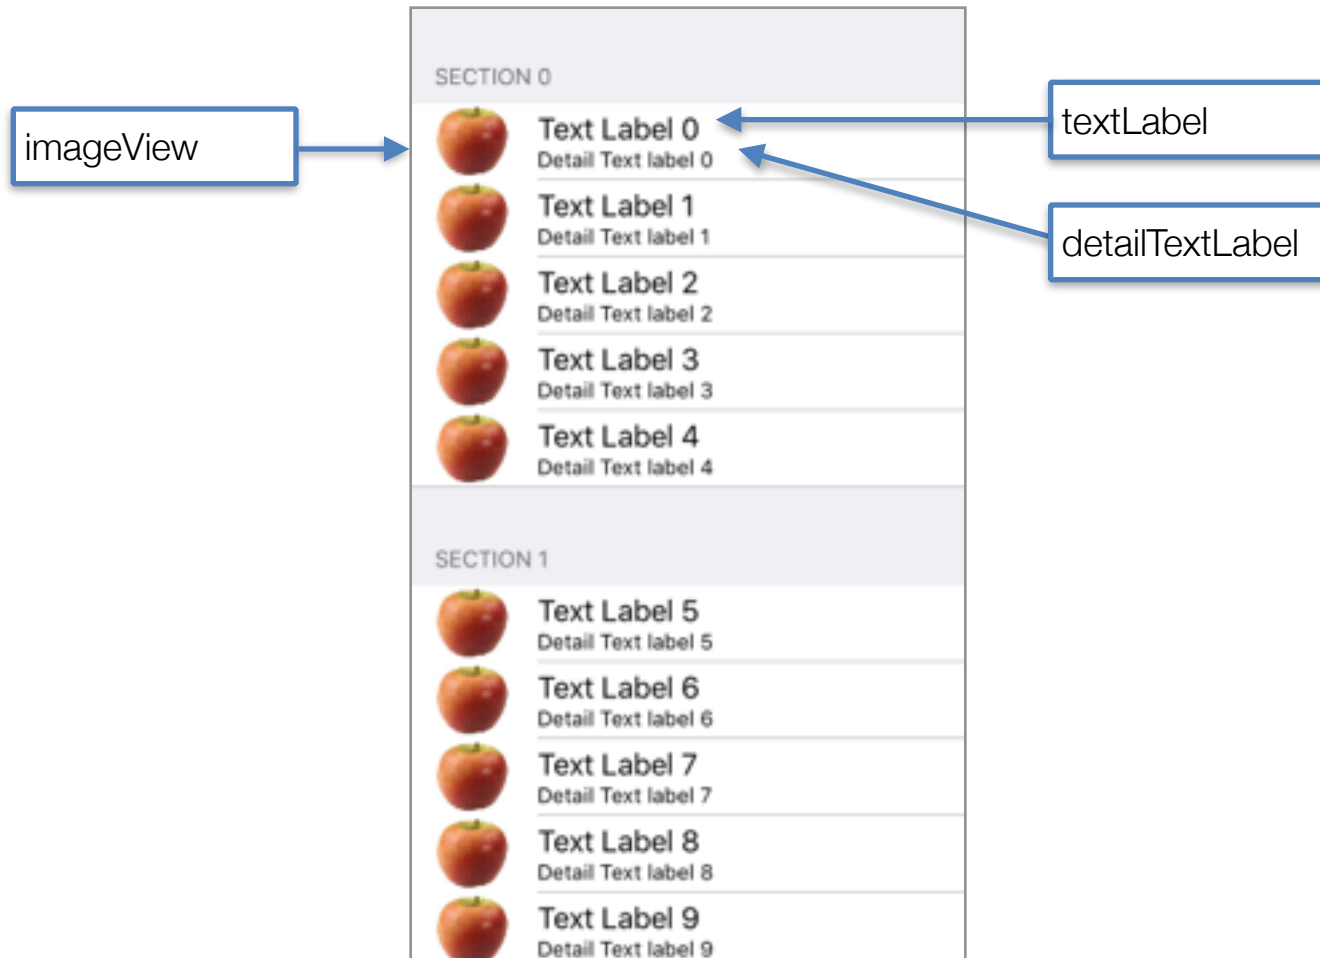 SECTION 0
imageView
textLabel
Text Label 0
Detail Text label 0
detailTextLabel
Text Label 1
Detail Text label 1
Text Label 2
Detail Text label 2
Text Label 3
Detail Text label 3
Text Label 4
Detail Text label 4
SECTION 1
Text Label 5
Detail Text label 5
Text Label 6
Detail Text label 6
Text Label 7
Detail Text label 7
Text Label 8
Detail Text label 8
Text Label 9
Detail Text label 9